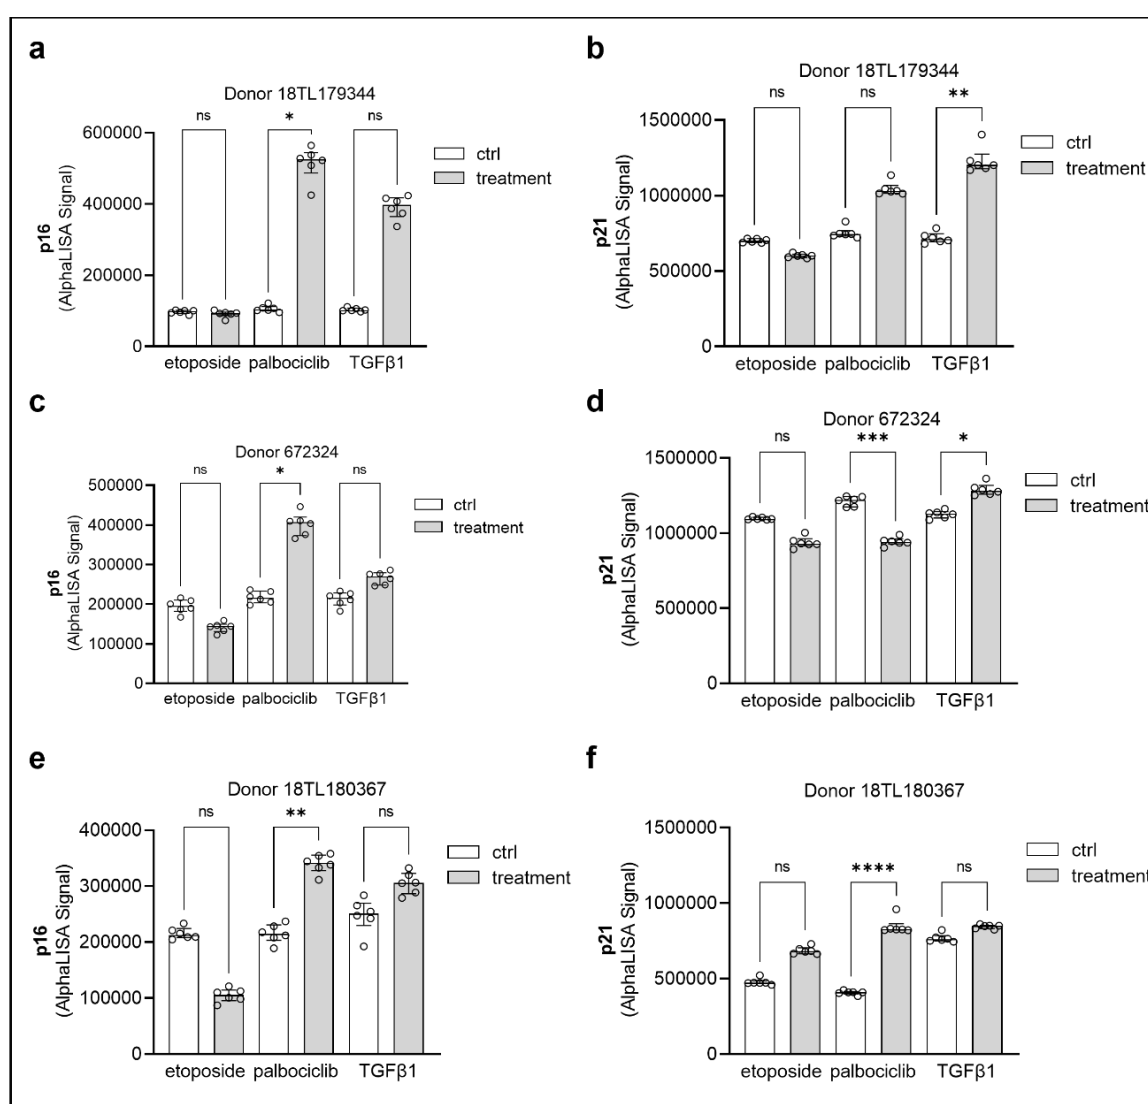 a
Donor 18TL179344
ns
*
ns
600000
400000
200000
0
p16
(AlphaLISA Signal)
ctrl
treatment
etoposide palbociclib TGFβ1
b
Donor 18TL179344
ns
ns
**
1500000
1000000
500000
0
p21
(AlphaLISA Signal)
ctrl
treatment
etoposide palbociclib TGFβ1
c
Donor 672324
ns
*
ns
500000
400000
300000
200000
100000
0
p16
(AlphaLISA Signal)
ctrl
treatment
etoposide palbociclib TGFβ1
d
Donor 672324
ns
***
*
1500000
1000000
500000
0
p21
(AlphaLISA Signal)
ctrl
treatment
etoposide palbociclib TGFβ1
e
Donor 18TL180367
ns
**
ns
400000
300000
200000
100000
0
p16
(AlphaLISA Signal)
ctrl
treatment
etoposide palbociclib TGFβ1
f
Donor 18TL180367
ns
****
ns
1500000
1000000
500000
0
p21
(AlphaLISA Signal)
ctrl
treatment
etoposide palbociclib TGFβ1